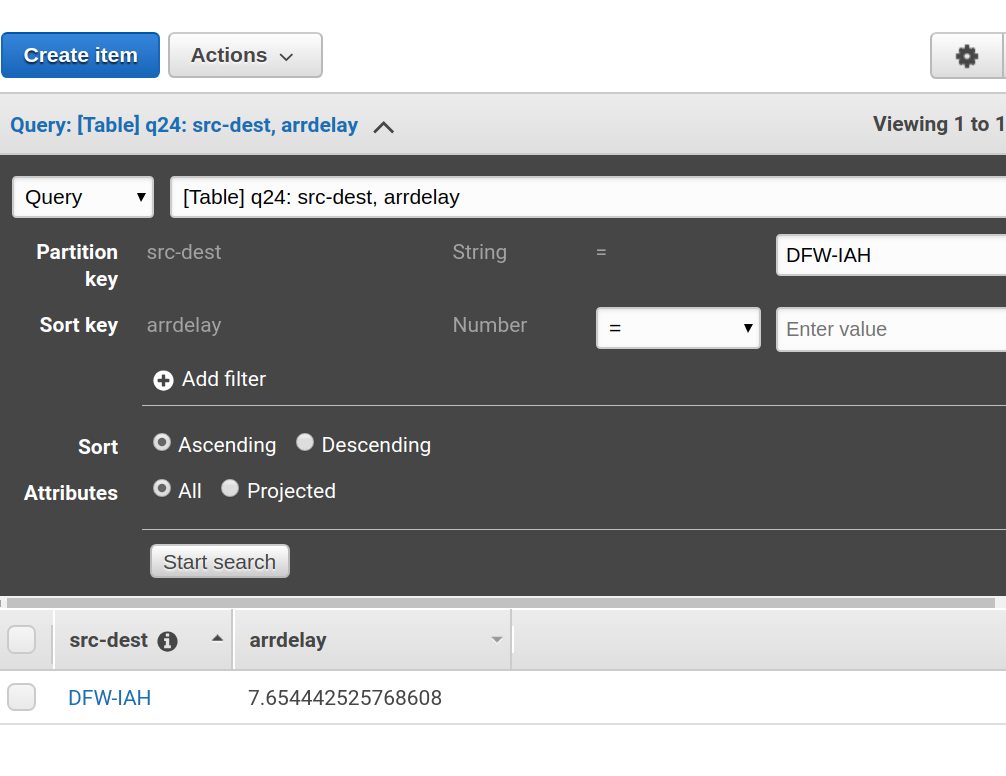 Create item Actions
Query: [Table] q24: src-dest, arrdelay Viewing 1 to 1
Query [Table] q24: src-dest, arrdelay
Partition key src-dest String = DFW-IAH
Sort key arrdelay Number = Enter value
Add filter
Sort Ascending Descending
Attributes All Projected
Start search
src-dest arrdelay
DFW-IAH 7.654442525768608